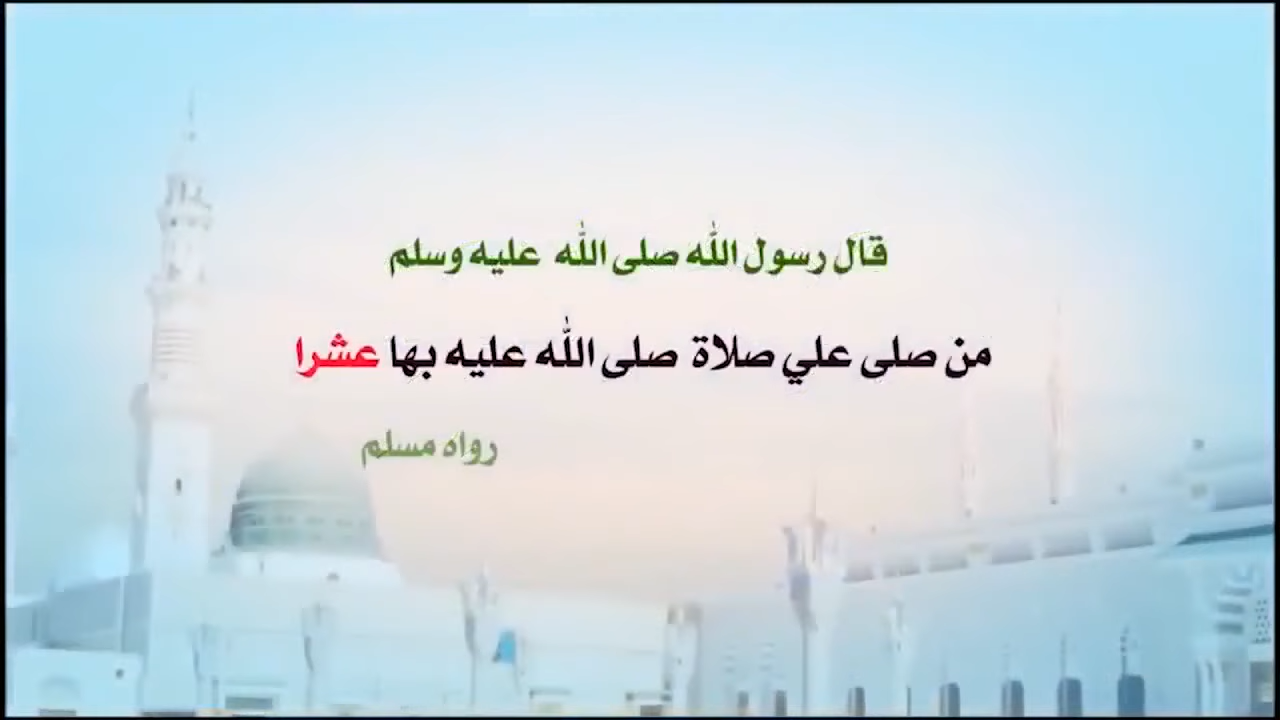 قال رسول الله صلى الله عليه وسلم
من صلى علي صلاة صلى الله عليه بها عشرا
رواه مسلم